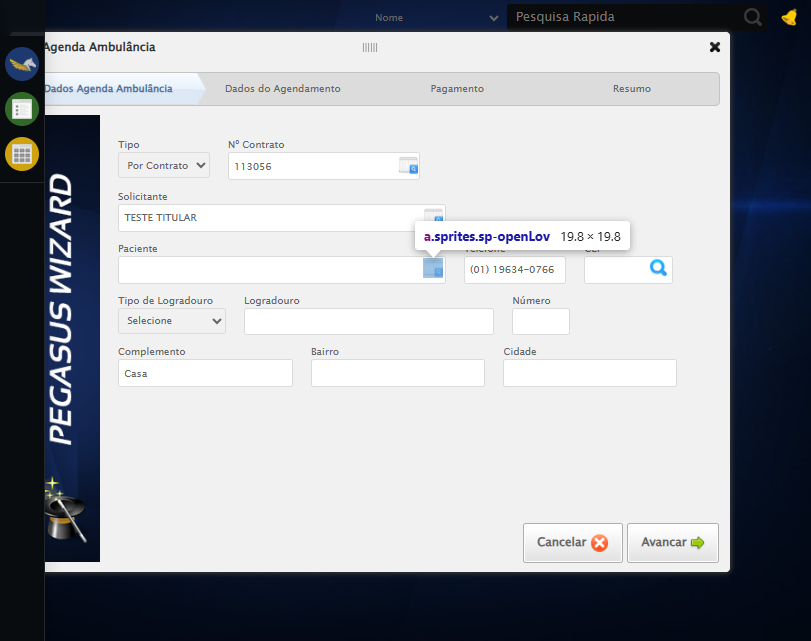 Nome
Pesquisa Rapida
Agenda Ambulância
Dados Agenda Ambulância
Dados do Agendamento
Pagamento
Resumo
PEGASUS WIZARD
Tipo
Nº Contrato
Por Contrato
113056
Solicitante
TESTE TITULAR
a.sprites.sp-openLov 19.8 × 19.8
Paciente
(01) 19634-0766
Tipo de Logradouro
Logradouro
Número
Selecione
Complemento
Bairro
Cidade
Casa
Cancelar
Avancar